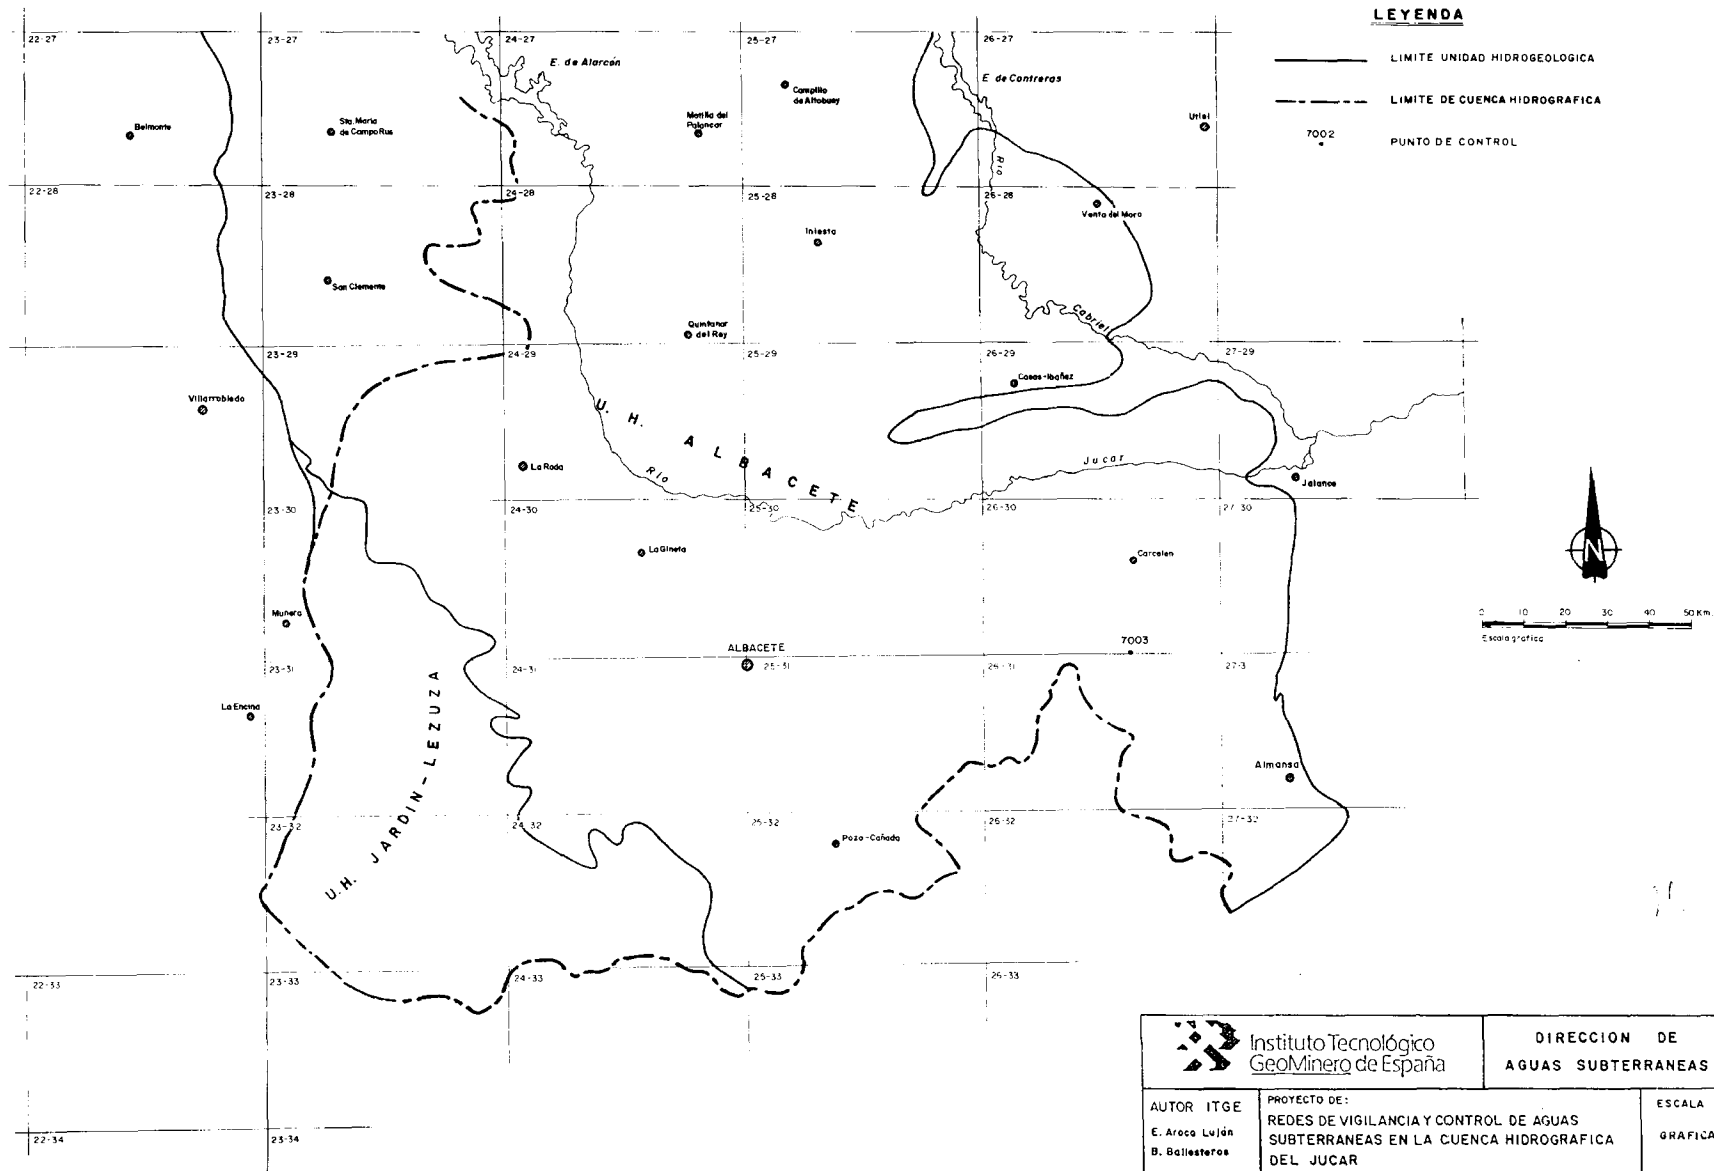 LEYENDA
LIMITE UNIDAD HIDROGEOLOGICA
LIMITE DE CUENCA HIDROGRAFICA
7002
PUNTO DE CONTROL
22-27
23-27
24-27
25-27
26-27
E. de Alarcón
E. de Contreras
Campillo
de Altobuey
Belmonte
Sta. Maria
de Campo Rus
Motilla del
Palancar
Utiel
Rio
22-28
23-28
24-28
25-28
26-28
Venta del Moro
Iniesta
San Clemente
Quintanar
del Rey
Cabriel
23-29
24-29
25-29
26-29
27-29
Casas-Ibañez
Villarrobledo
U. H. ALBACETE
La Roda
Rio
Jucar
Jalance
23-30
24-30
25-30
26-30
27-30
La Gineta
Carcelen
N
0 10 20 30 40 50 Km.
Escala grafica
Munera
ALBACETE
7003
23-31
24-31
25-31
26-31
27-3
La Encina
U.H. JARDIN-LEZUZA
Almansa
23-32
24-32
25-32
26-32
27-32
Pozo-Cañada
22-33
23-33
24-33
25-33
26-33
22-34
23-34
Instituto Tecnológico
GeoMinero de España
DIRECCION DE
AGUAS SUBTERRANEAS
AUTOR ITGE
E. Aroca Luján
B. Ballesteros
PROYECTO DE:
REDES DE VIGILANCIA Y CONTROL DE AGUAS
SUBTERRANEAS EN LA CUENCA HIDROGRAFICA
DEL JUCAR
ESCALA
GRAFICA